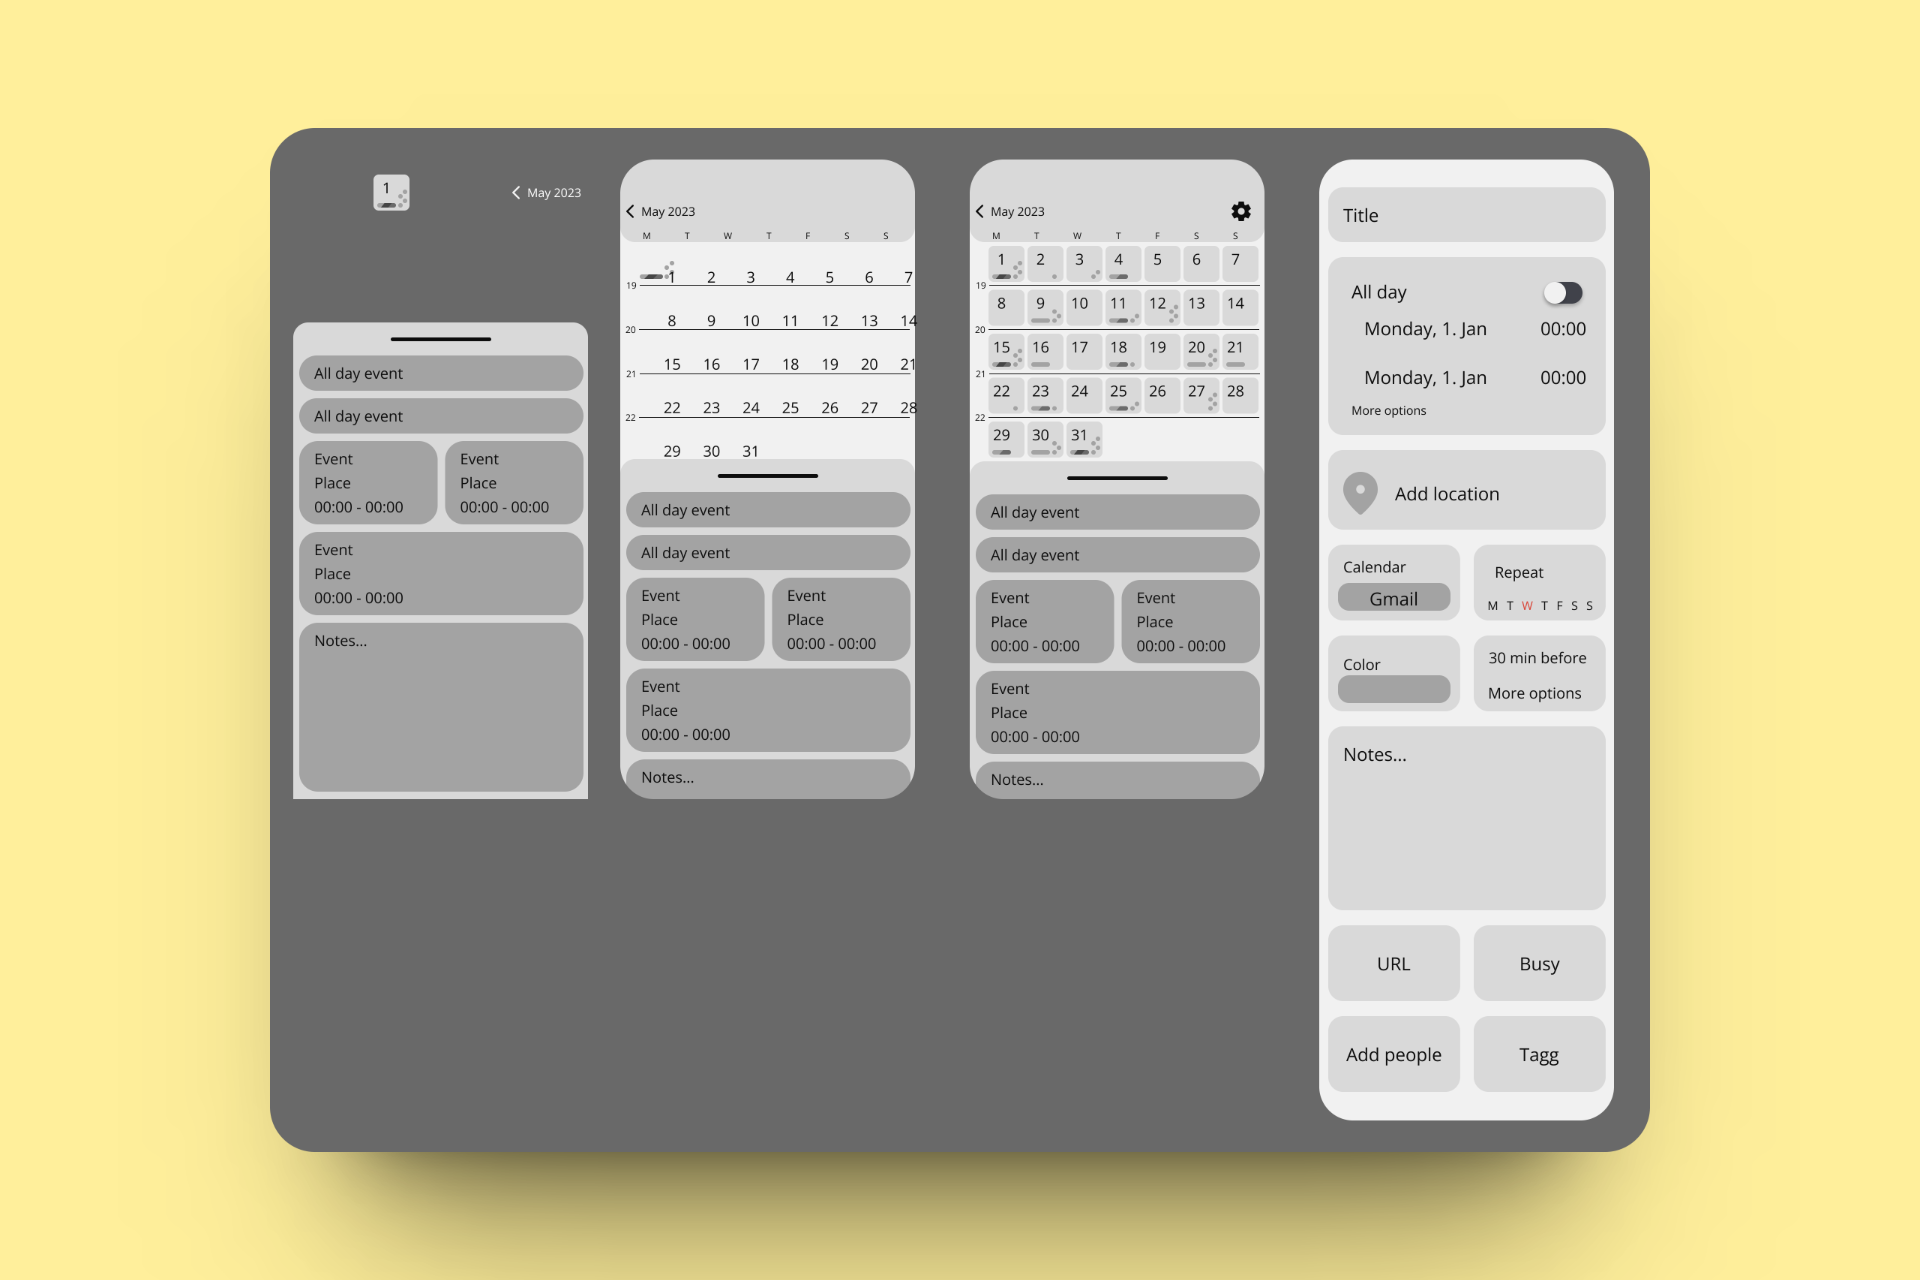 1
May 2023
All day event
All day event
Event
Place
00:00 - 00:00
Event
Place
00:00 - 00:00
Event
Place
00:00 - 00:00
Notes...
May 2023
M T W T F S S
1 2 3 4 5 6 7
19
8 9 10 11 12 13 14
20
15 16 17 18 19 20 21
21
22 23 24 25 26 27 28
22
29 30 31
All day event
All day event
Event
Place
00:00 - 00:00
Event
Place
00:00 - 00:00
Event
Place
00:00 - 00:00
Notes...
May 2023
M T W T F S S
1 2 3 4 5 6 7
19
8 9 10 11 12 13 14
20
15 16 17 18 19 20 21
21
22 23 24 25 26 27 28
22
29 30 31
All day event
All day event
Event
Place
00:00 - 00:00
Event
Place
00:00 - 00:00
Event
Place
00:00 - 00:00
Notes...
Title
All day
Monday, 1. Jan 00:00
Monday, 1. Jan 00:00
More options
Add location
Calendar
Gmail
Repeat
M T W T F S S
Color
30 min before
More options
Notes...
URL
Busy
Add people
Tagg